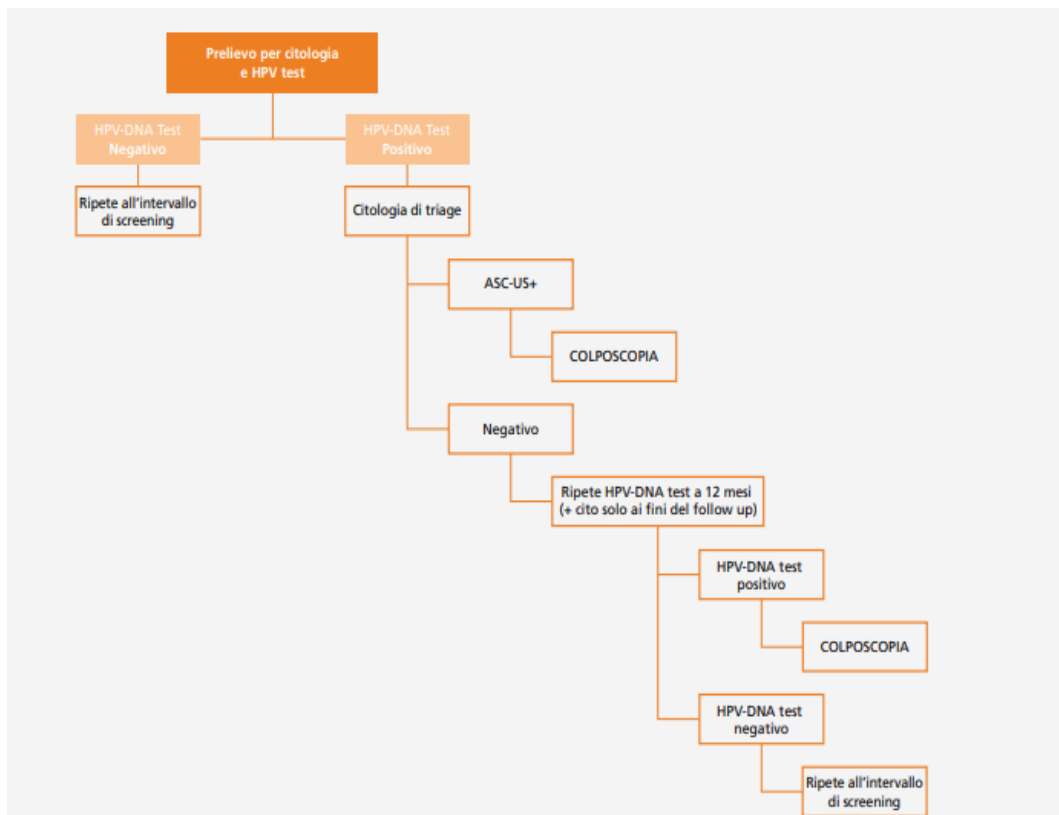 Prelievo per citologia
e HPV test
HPV-DNA Test
Negativo
HPV-DNA Test
Positivo
Ripete all'intervallo
di screening
Citologia di triage
ASC-US+
COLPOSCOPIA
Negativo
Ripete HPV-DNA test a 12 mesi
(+ cito solo ai fini del follow up)
HPV-DNA test
positivo
COLPOSCOPIA
HPV-DNA test
negativo
Ripete all'intervallo
di screening